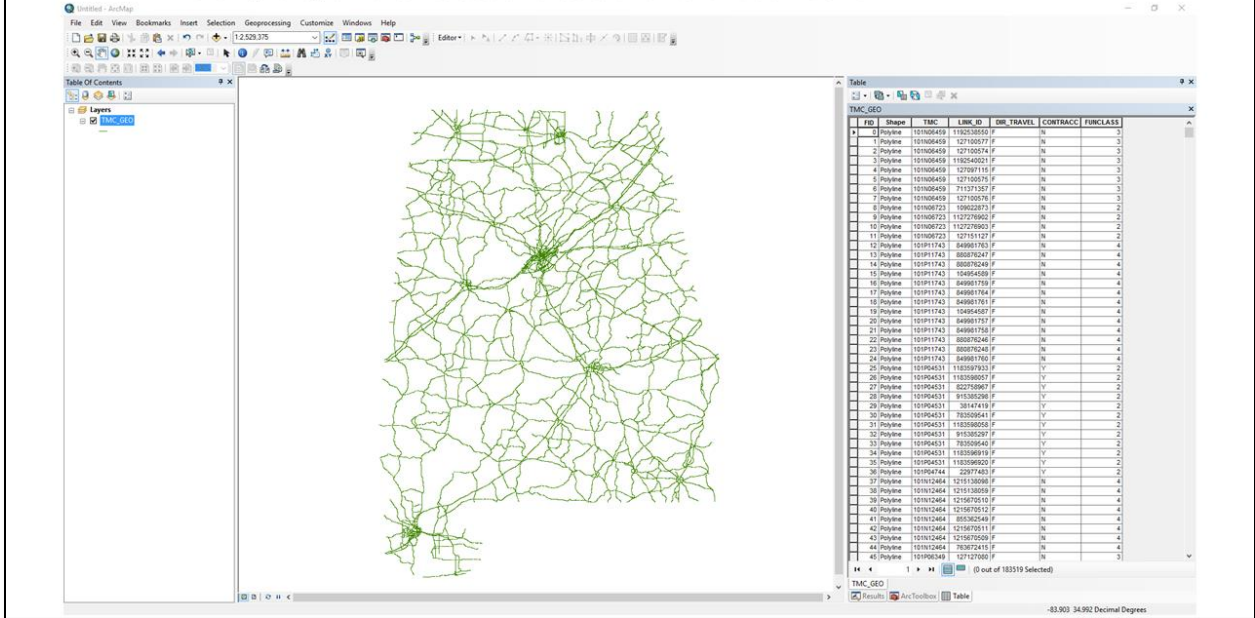 Untitled - ArcMap
File Edit View Bookmarks Insert Selection Geoprocessing Customize Windows Help
1:2,529,375 Editor
Table Of Contents
Layers
TMC_GEO
Table
TMC_GEO
FID Shape TMC LINK_ID DIR_TRAVEL CONTRACC FUNCLASS
0 Polyline 101N06459 1192538550 F N 3
1 Polyline 101N06459 127100577 F N 3
2 Polyline 101N06459 127100574 F N 3
3 Polyline 101N06459 1192540021 F N 3
4 Polyline 101N06459 127097115 F N 3
5 Polyline 101N06459 127100575 F N 3
6 Polyline 101N06459 711371357 F N 3
7 Polyline 101N06459 127100576 F N 3
8 Polyline 101N06723 109022873 F N 2
9 Polyline 101N06723 1127276902 F N 2
10 Polyline 101N06723 1127276903 F N 2
11 Polyline 101N06723 127151127 F N 2
12 Polyline 101P11743 849981763 F N 4
13 Polyline 101P11743 880876247 F N 4
14 Polyline 101P11743 880876249 F N 4
15 Polyline 101P11743 104954589 F N 4
16 Polyline 101P11743 849981759 F N 4
17 Polyline 101P11743 849981764 F N 4
18 Polyline 101P11743 849981761 F N 4
19 Polyline 101P11743 104954587 F N 4
20 Polyline 101P11743 849981757 F N 4
21 Polyline 101P11743 849981758 F N 4
22 Polyline 101P11743 880876246 F N 4
23 Polyline 101P11743 880876248 F N 4
24 Polyline 101P11743 849981760 F N 4
25 Polyline 101P04531 1183597933 F Y 2
26 Polyline 101P04531 1183598057 F Y 2
27 Polyline 101P04531 822758967 F Y 2
28 Polyline 101P04531 915385298 F Y 2
29 Polyline 101P04531 38147419 F Y 2
30 Polyline 101P04531 783509541 F Y 2
31 Polyline 101P04531 1183598058 F Y 2
32 Polyline 101P04531 915385297 F Y 2
33 Polyline 101P04531 783509540 F Y 2
34 Polyline 101P04531 1183596919 F Y 2
35 Polyline 101P04531 1183596920 F Y 2
36 Polyline 101P04744 22977483 F Y 2
37 Polyline 101N12464 1215138098 F N 4
38 Polyline 101N12464 1215138059 F N 4
39 Polyline 101N12464 1215670510 F N 4
40 Polyline 101N12464 1215670512 F N 4
41 Polyline 101N12464 855362549 F N 4
42 Polyline 101N12464 1215670511 F N 4
43 Polyline 101N12464 1215670509 F N 4
44 Polyline 101N12464 763672415 F N 4
45 Polyline 101P06349 127127080 F N 3
1 (0 out of 183519 Selected)
TMC_GEO
Results ArcToolbox Table
-83.903 34.992 Decimal Degrees